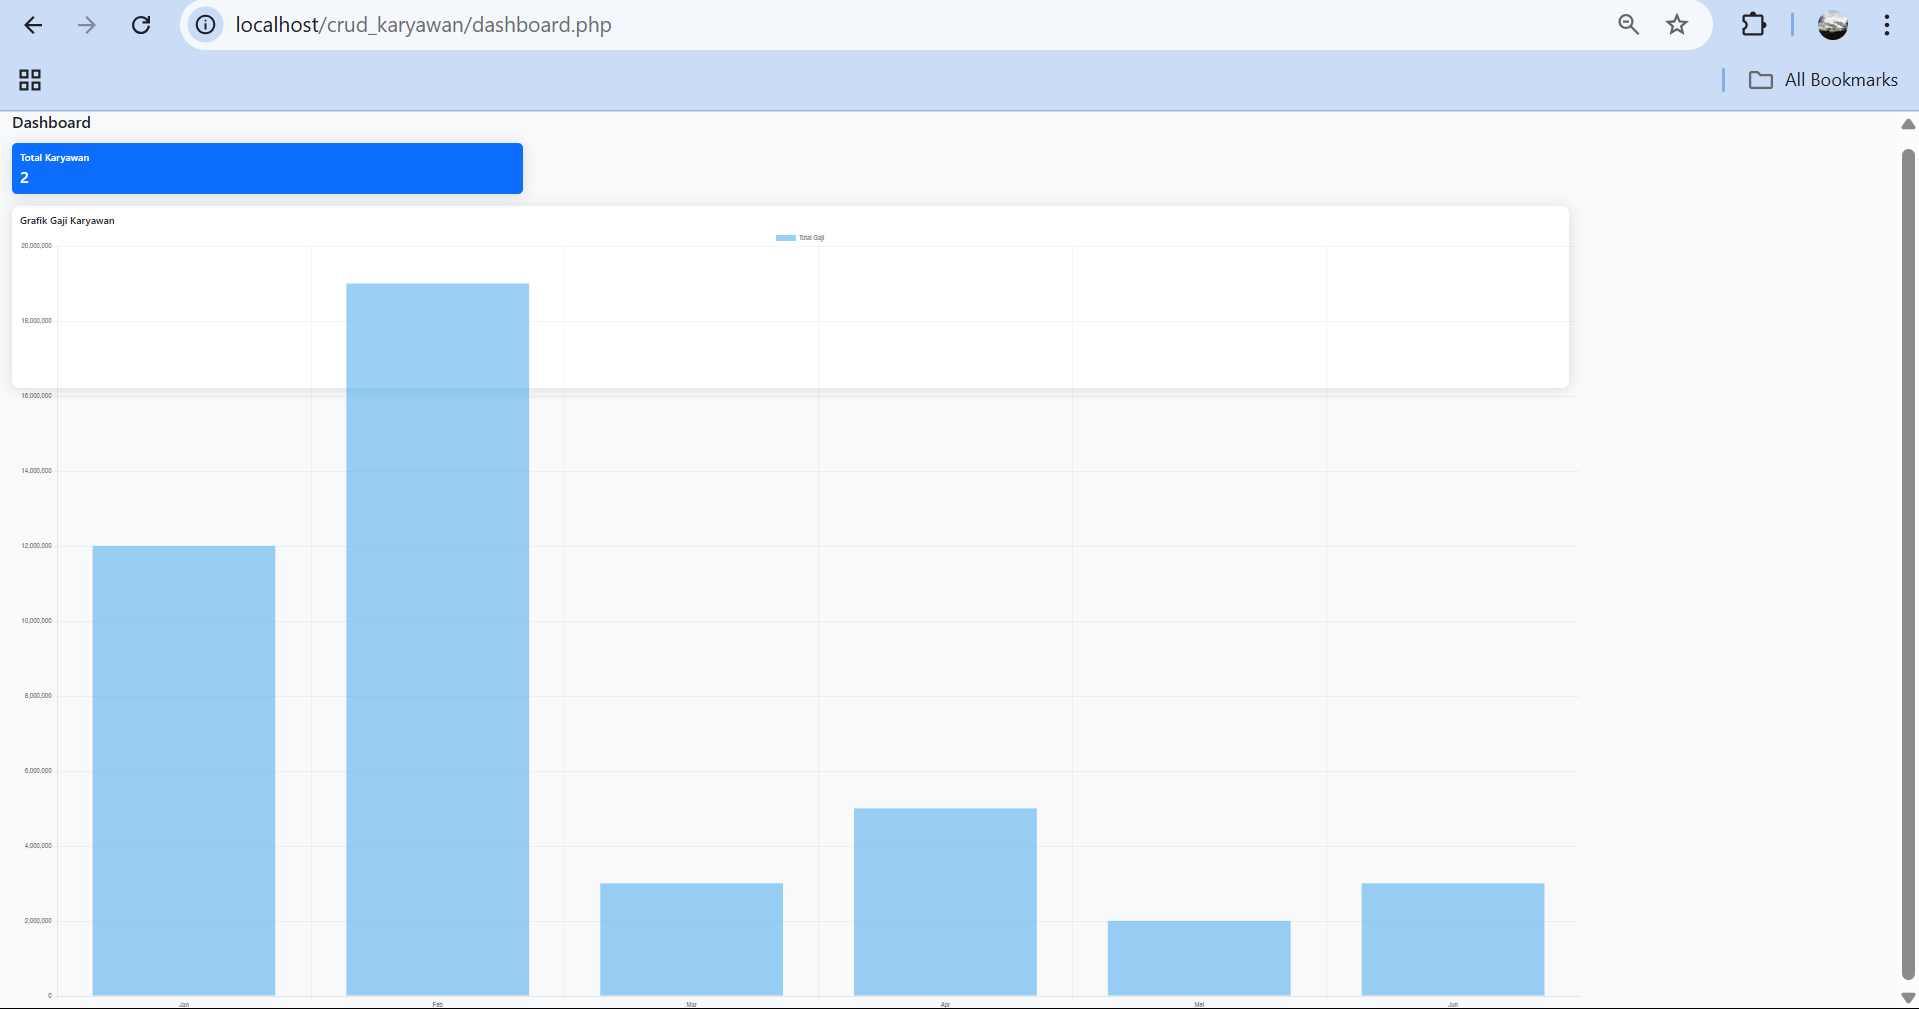 localhost/crud_karyawan/dashboard.php
All Bookmarks
Dashboard
Total Karyawan
2
Grafik Gaji Karyawan
Total Gaji
20,000,000
18,000,000
16,000,000
14,000,000
12,000,000
10,000,000
8,000,000
6,000,000
4,000,000
2,000,000
0
Jan Feb Mar Apr Mei Jun